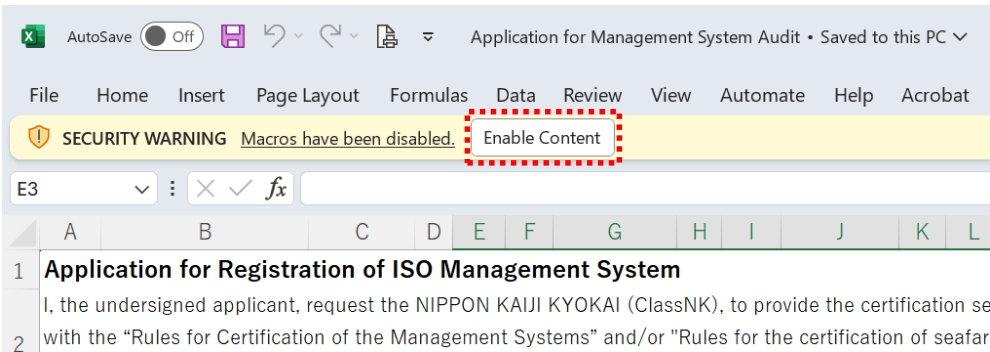 AutoSave Off Application for Management System Audit • Saved to this PC
File Home Insert Page Layout Formulas Data Review View Automate Help Acrobat
SECURITY WARNING Macros have been disabled. Enable Content
E3 fx
A B C D E F G H I J K L
1 Application for Registration of ISO Management System
I, the undersigned applicant, request the NIPPON KAIJI KYOKAI (ClassNK), to provide the certification se
2 with the “Rules for Certification of the Management Systems” and/or "Rules for the certification of seafar